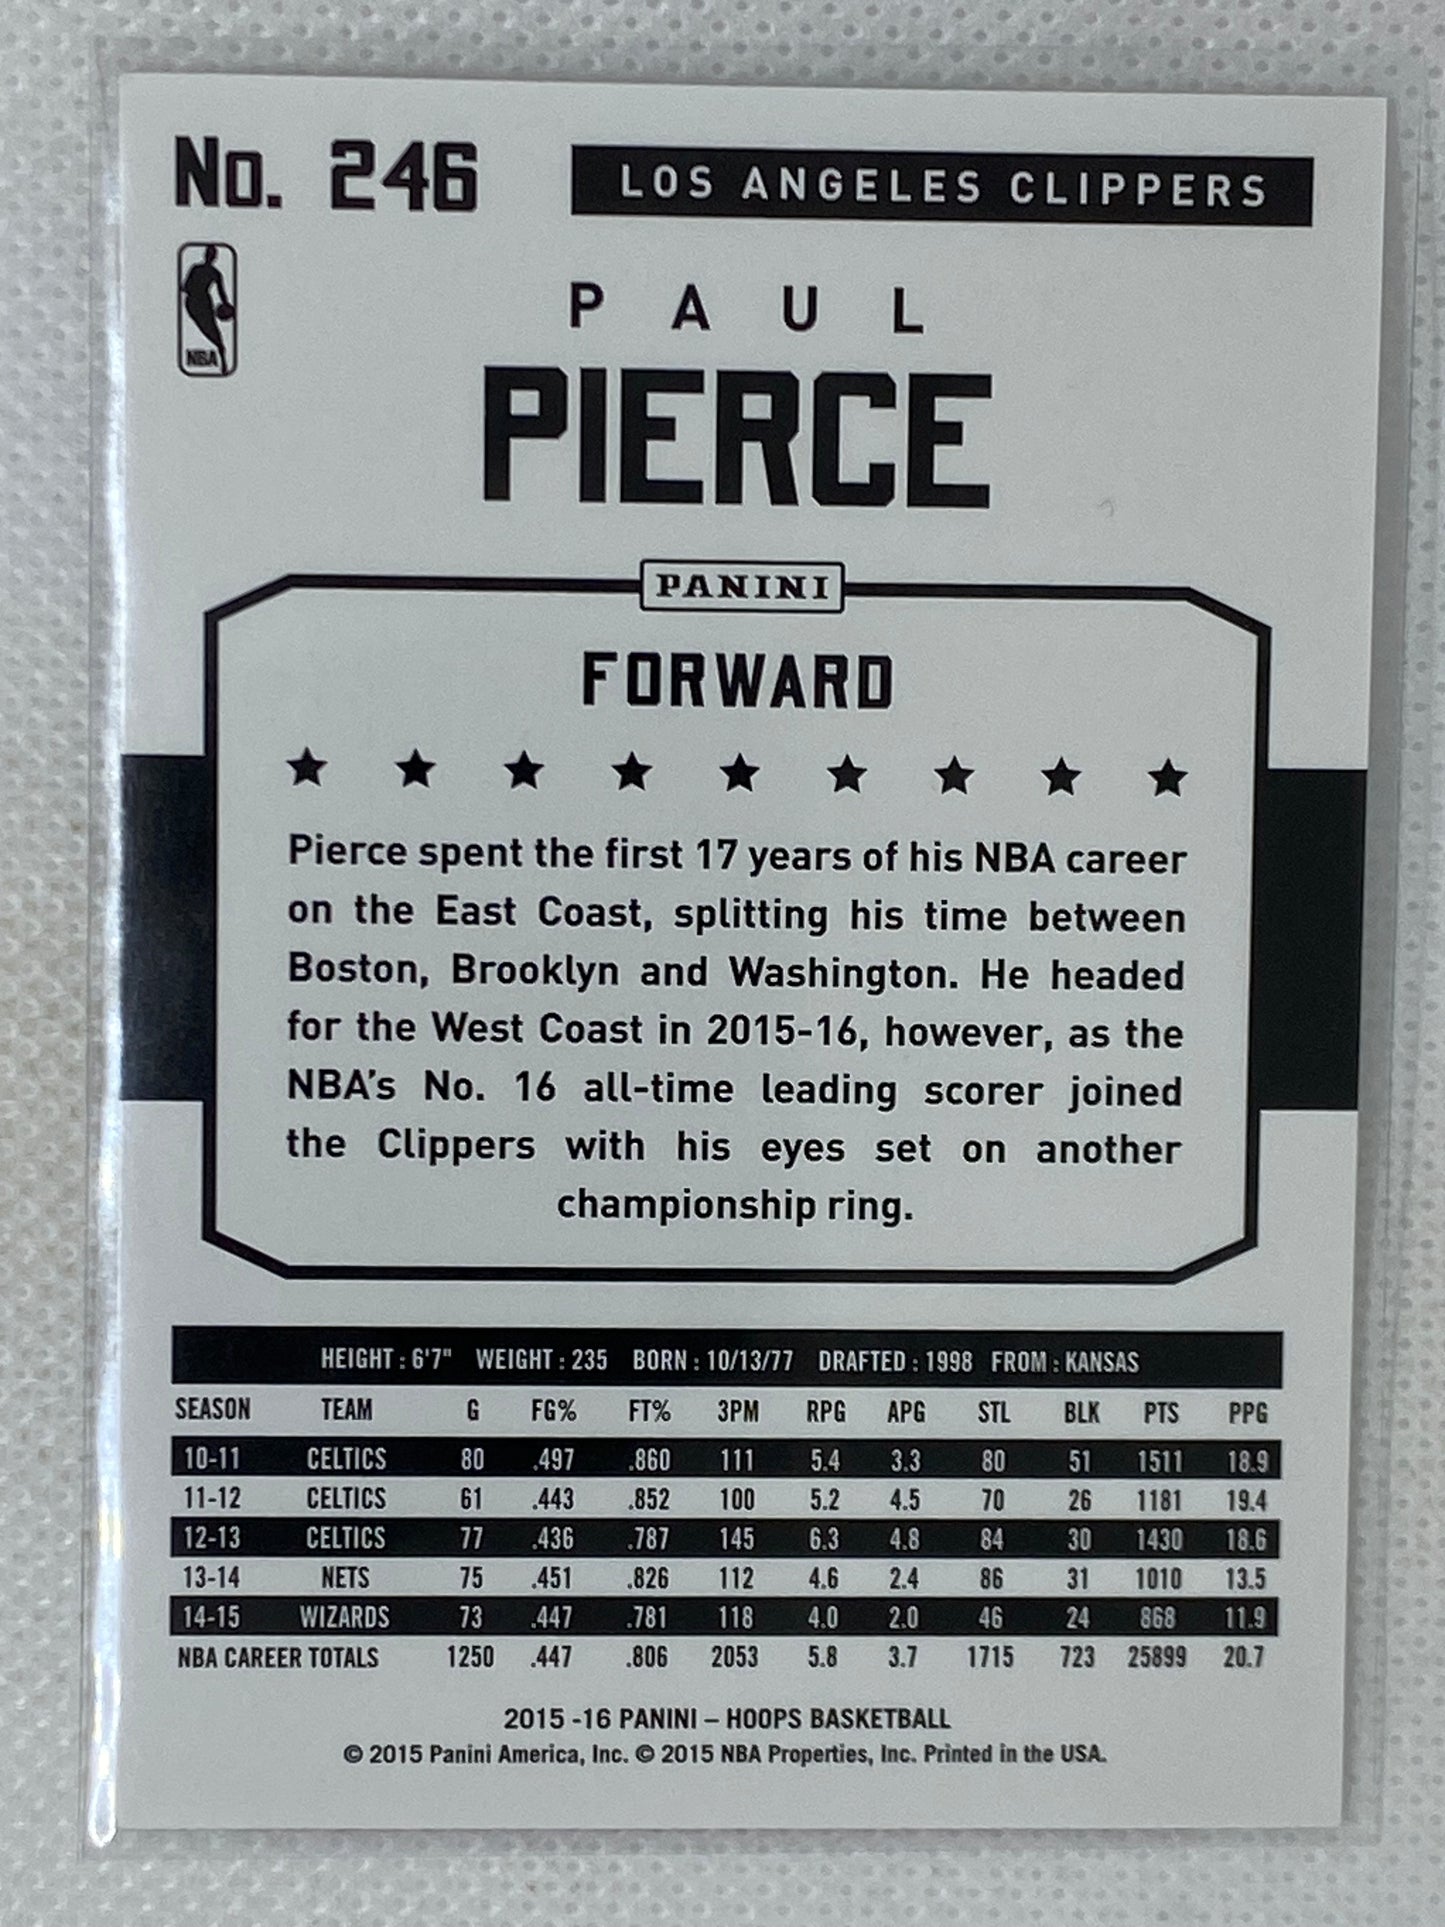 No. 246
LOS ANGELES CLIPPERS
NBA
PAUL
PIERCE
PANINI
FORWARD
Pierce spent the first 17 years of his NBA career
on the East Coast, splitting his time between
Boston, Brooklyn and Washington. He headed
for the West Coast in 2015-16, however, as the
NBA's No. 16 all-time leading scorer joined
the Clippers with his eyes set on another
championship ring.
HEIGHT : 6'7" WEIGHT : 235 BORN : 10/13/77 DRAFTED : 1998 FROM : KANSAS
SEASON TEAM G FG% FT% 3PM RPG APG STL BLK PTS PPG
10-11 CELTICS 80 .497 .860 111 5.4 3.3 80 51 1511 18.9
11-12 CELTICS 61 .443 .852 100 5.2 4.5 70 26 1181 19.4
12-13 CELTICS 77 .436 .787 145 6.3 4.8 84 30 1430 18.6
13-14 NETS 75 .451 .826 112 4.6 2.4 86 31 1010 13.5
14-15 WIZARDS 73 .447 .781 118 4.0 2.0 46 24 868 11.9
NBA CAREER TOTALS 1250 .447 .806 2053 5.8 3.7 1715 723 25899 20.7
2015 -16 PANINI – HOOPS BASKETBALL
© 2015 Panini America, Inc. © 2015 NBA Properties, Inc. Printed in the USA.